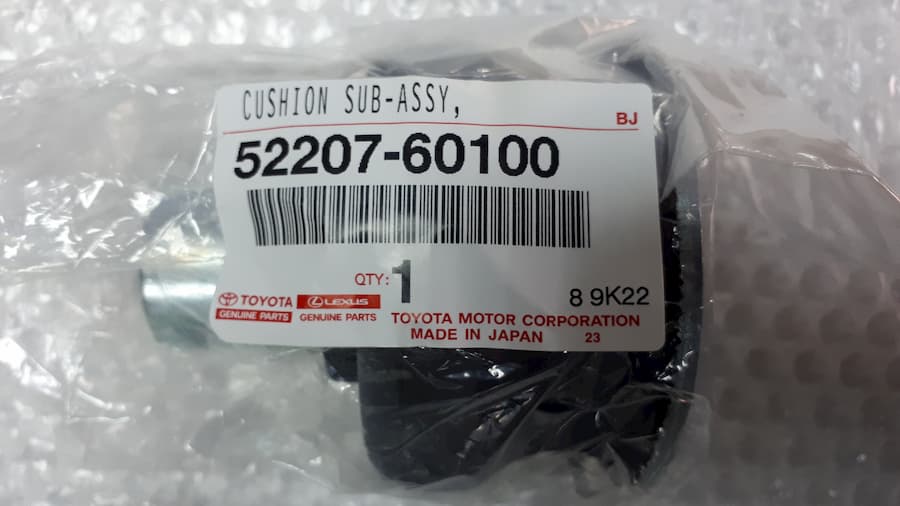 CUSHION SUB-ASSY,
BJ
52207-60100
QTY: 1
8 9K22
TOYOTA
GENUINE PARTS
LEXUS
GENUINE PARTS
TOYOTA MOTOR CORPORATION
MADE IN JAPAN 23